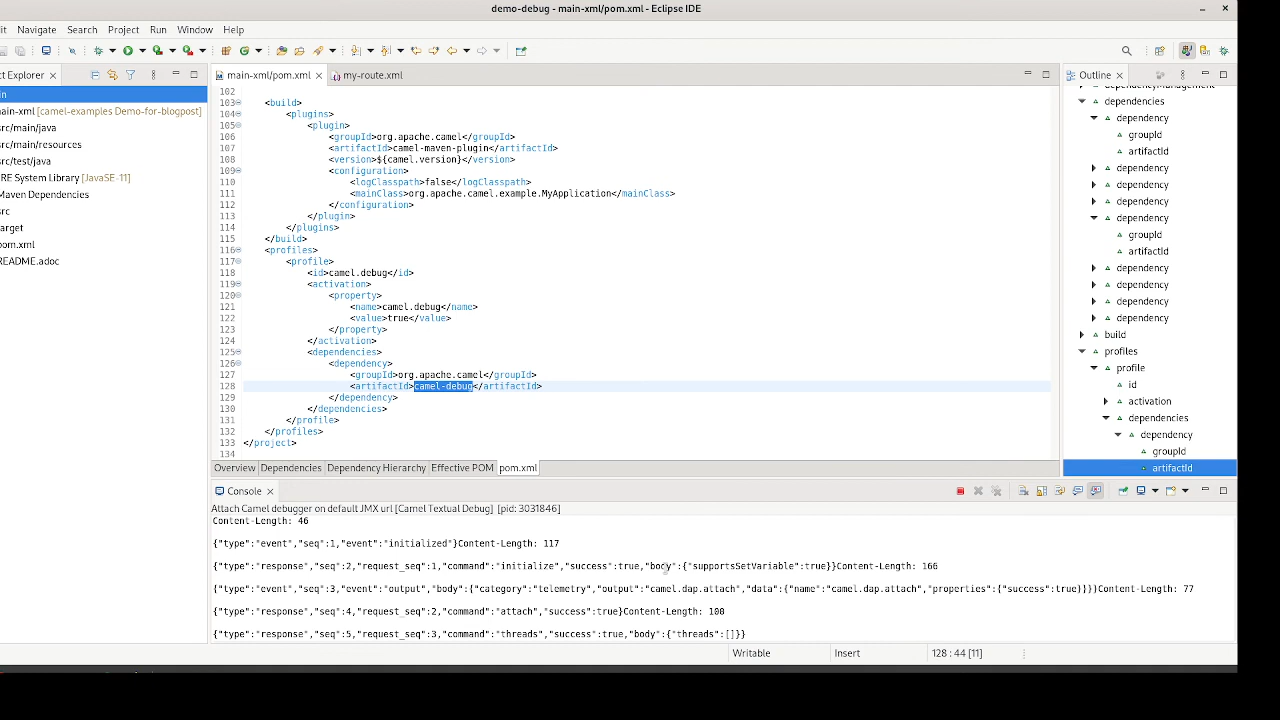 demo-debug - main-xml/pom.xml - Eclipse IDE
it Navigate Search Project Run Window Help
ct Explorer
in
main-xml [camel-examples Demo-for-blogpost]
src/main/java
src/main/resources
src/test/java
RE System Library [JavaSE-11]
Maven Dependencies
src
arget
pom.xml
README.adoc
main-xml/pom.xml my-route.xml
102
103 <build>
104 <plugins>
105 <plugin>
106 <groupId>org.apache.camel</groupId>
107 <artifactId>camel-maven-plugin</artifactId>
108 <version>${camel.version}</version>
109 <configuration>
110 <logClasspath>false</logClasspath>
111 <mainClass>org.apache.camel.example.MyApplication</mainClass>
112 </configuration>
113 </plugin>
114 </plugins>
115 </build>
116 <profiles>
117 <profile>
118 <id>camel.debug</id>
119 <activation>
120 <property>
121 <name>camel.debug</name>
122 <value>true</value>
123 </property>
124 </activation>
125 <dependencies>
126 <dependency>
127 <groupId>org.apache.camel</groupId>
128 <artifactId>camel-debug</artifactId>
129 </dependency>
130 </dependencies>
131 </profile>
132 </profiles>
133 </project>
134
Overview Dependencies Dependency Hierarchy Effective POM pom.xml
Outline
dependencyManagement
dependencies
dependency
groupId
artifactId
dependency
dependency
dependency
dependency
groupId
artifactId
dependency
dependency
dependency
dependency
build
profiles
profile
id
activation
dependencies
dependency
groupId
artifactId
Console
Attach Camel debugger on default JMX url [Camel Textual Debug] [pid: 3031846]
Content-Length: 46
{"type":"event","seq":1,"event":"initialized"}Content-Length: 117
{"type":"response","seq":2,"request_seq":1,"command":"initialize","success":true,"body":{"supportsSetVariable":true}}Content-Length: 166
{"type":"event","seq":3,"event":"output","body":{"category":"telemetry","output":"camel.dap.attach","data":{"name":"camel.dap.attach","properties":{"success":true}}}}Content-Length: 77
{"type":"response","seq":4,"request_seq":2,"command":"attach","success":true}Content-Length: 108
{"type":"response","seq":5,"request_seq":3,"command":"threads","success":true,"body":{"threads":[]}}
Writable Insert 128 : 44 [11]